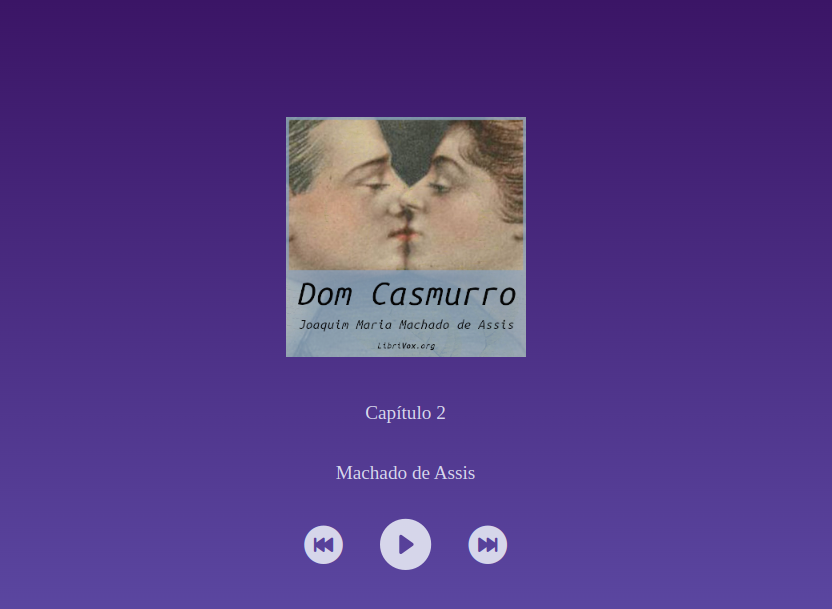 Dom Casmurro
Joaquim Maria Machado de Assis
LibriVox.org
Capítulo 2
Machado de Assis